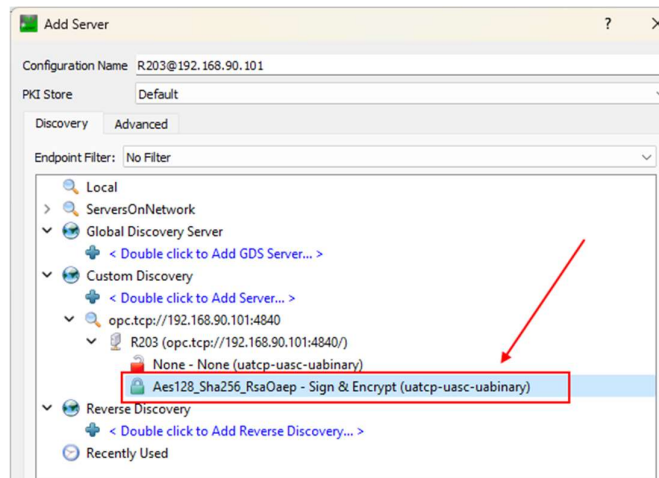 Add Server
?
Configuration Name R203@192.168.90.101
PKI Store Default
Discovery Advanced
Endpoint Filter: No Filter
Local
ServersOnNetwork
Global Discovery Server
< Double click to Add GDS Server... >
Custom Discovery
< Double click to Add Server... >
opc.tcp://192.168.90.101:4840
R203 (opc.tcp://192.168.90.101:4840/)
None - None (uatcp-uasc-uabinary)
Aes128_Sha256_RsaOaep - Sign & Encrypt (uatcp-uasc-uabinary)
Reverse Discovery
< Double click to Add Reverse Discovery... >
Recently Used